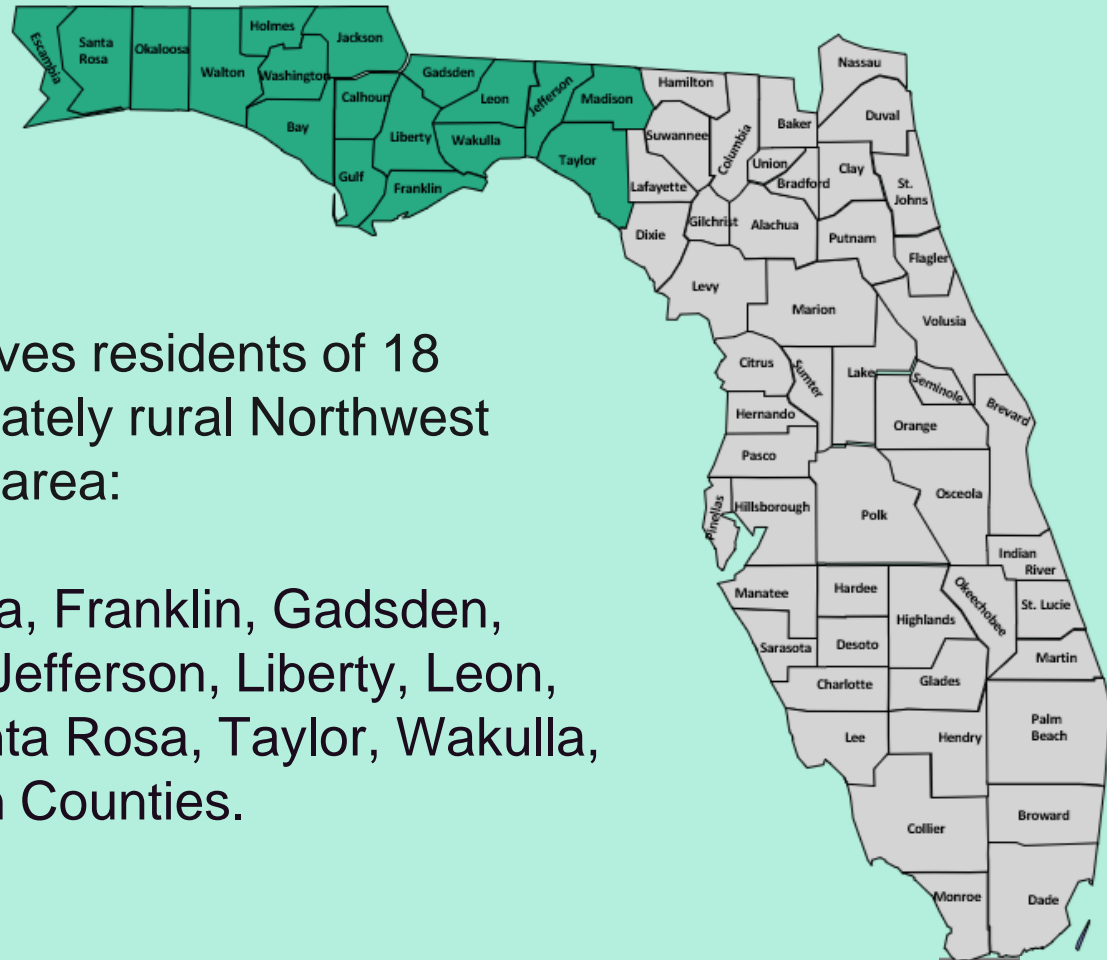 Escambia
Santa
Rosa
Okaloosa
Walton
Holmes
Washington
Jackson
Bay
Calhoun
Gulf
Liberty
Franklin
Gadsden
Leon
Wakulla
Jefferson
Madison
Taylor
Hamilton
Suwannee
Lafayette
Columbia
Baker
Nassau
Duval
Union
Bradford
Clay
St.
Johns
Dixie
Gilchrist
Alachua
Putnam
Flagler
Levy
Marion
Volusia
Citrus
Sumter
Lake
Seminole
Brevard
Hernando
Orange
Pasco
Pinellas
Hillsborough
Polk
Osceola
Indian
River
Manatee
Hardee
Highlands
Okeechobee
St. Lucie
Sarasota
Desoto
Martin
Charlotte
Glades
Lee
Hendry
Palm
Beach
Collier
Broward
Monroe
Dade
ves residents of 18
ately rural Northwest
area:
a, Franklin, Gadsden,
Jefferson, Liberty, Leon,
nta Rosa, Taylor, Wakulla,
n Counties.